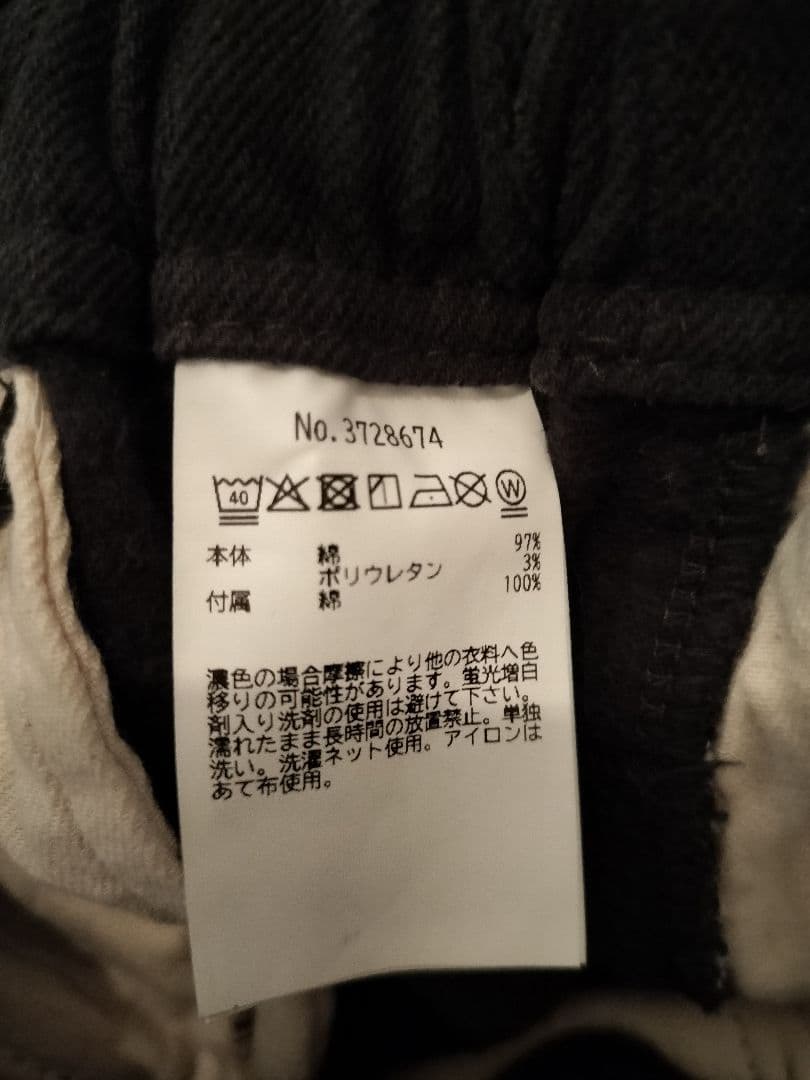 No.3728674
40 W
本体 綿 97%
ポリウレタン 3%
付属 綿 100%
濃色の場合摩擦により他の衣料へ色
移りの可能性があります。蛍光増白
剤入り洗剤の使用は避けて下さい。
濡れたまま長時間の放置禁止。単独
洗い。洗濯ネット使用。アイロンは
あて布使用。